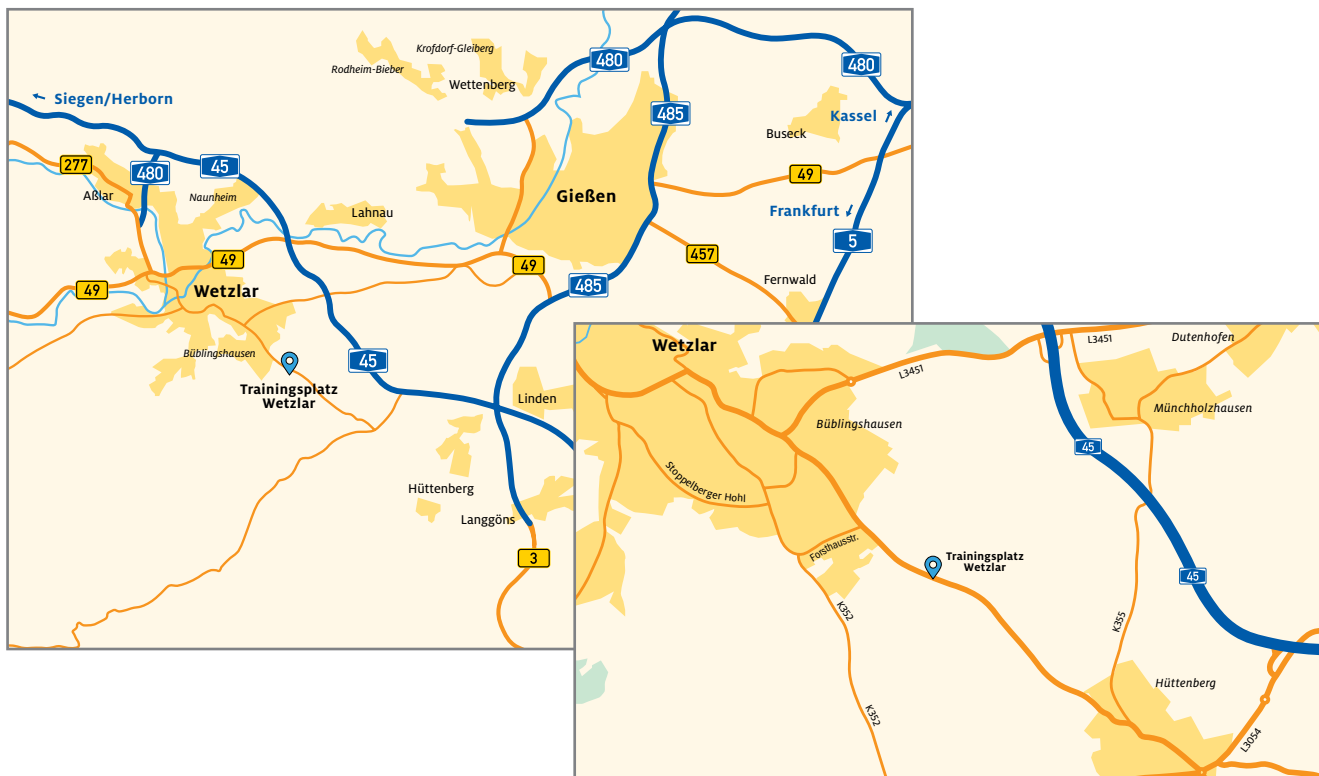 Krofdorf-Gleiberg
Rodheim-Bieber
Wettenberg
480
480
Siegen/Herborn
485
Kassel
Buseck
277
480
45
49
Aßlar
Naunheim
Gießen
Lahnau
Frankfurt
5
49
49
457
49
Wetzlar
485
Fernwald
Büblingshausen
45
Trainingsplatz
Wetzlar
Linden
Hüttenberg
Langgöns
3
Wetzlar
L3451
Dutenhofen
L3451
Münchholzhausen
Büblingshausen
45
Stoppelberger Hohl
Forsthausstr.
Trainingsplatz
Wetzlar
45
K352
K355
Hüttenberg
K352
L3054